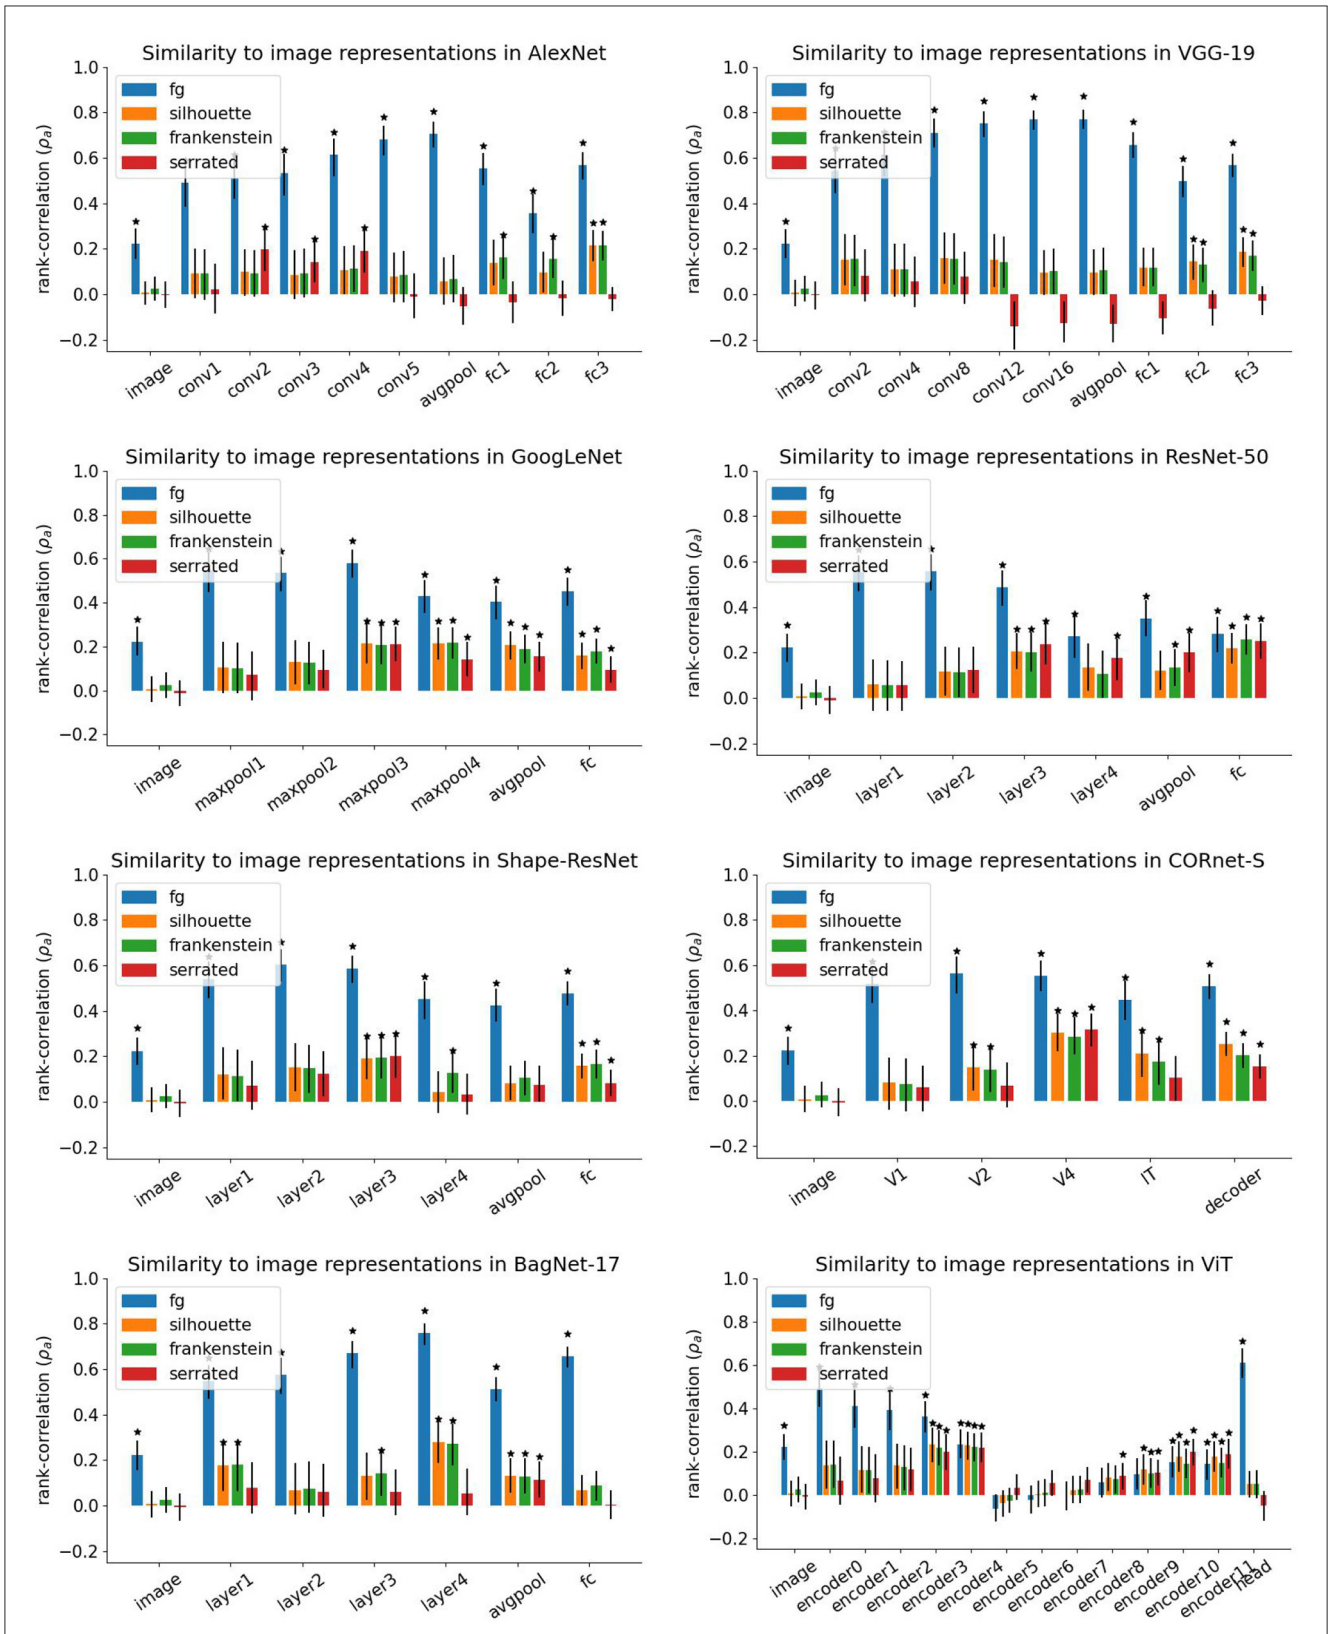 Similarity to image representations in AlexNet
rank-correlation (ρₐ)
1.0
0.8
0.6
0.4
0.2
0.0
−0.2
fg
silhouette
frankenstein
serrated
image
conv1
conv2
conv3
conv4
conv5
avgpool
fc1
fc2
fc3
Similarity to image representations in VGG-19
rank-correlation (ρₐ)
1.0
0.8
0.6
0.4
0.2
0.0
−0.2
fg
silhouette
frankenstein
serrated
image
conv2
conv4
conv8
conv12
conv16
avgpool
fc1
fc2
fc3
Similarity to image representations in GoogLeNet
rank-correlation (ρₐ)
1.0
0.8
0.6
0.4
0.2
0.0
−0.2
fg
silhouette
frankenstein
serrated
image
maxpool1
maxpool2
maxpool3
maxpool4
avgpool
fc
Similarity to image representations in ResNet-50
rank-correlation (ρₐ)
1.0
0.8
0.6
0.4
0.2
0.0
−0.2
fg
silhouette
frankenstein
serrated
image
layer1
layer2
layer3
layer4
avgpool
fc
Similarity to image representations in Shape-ResNet
rank-correlation (ρₐ)
1.0
0.8
0.6
0.4
0.2
0.0
−0.2
fg
silhouette
frankenstein
serrated
image
layer1
layer2
layer3
layer4
avgpool
fc
Similarity to image representations in CORnet-S
rank-correlation (ρₐ)
1.0
0.8
0.6
0.4
0.2
0.0
−0.2
fg
silhouette
frankenstein
serrated
image
V1
V2
V4
IT
decoder
Similarity to image representations in BagNet-17
rank-correlation (ρₐ)
1.0
0.8
0.6
0.4
0.2
0.0
−0.2
fg
silhouette
frankenstein
serrated
image
layer1
layer2
layer3
layer4
avgpool
fc
Similarity to image representations in ViT
rank-correlation (ρₐ)
1.0
0.8
0.6
0.4
0.2
0.0
−0.2
fg
silhouette
frankenstein
serrated
image
encoder0
encoder1
encoder2
encoder3
encoder4
encoder5
encoder6
encoder7
encoder8
encoder9
encoder10
encoder11
head